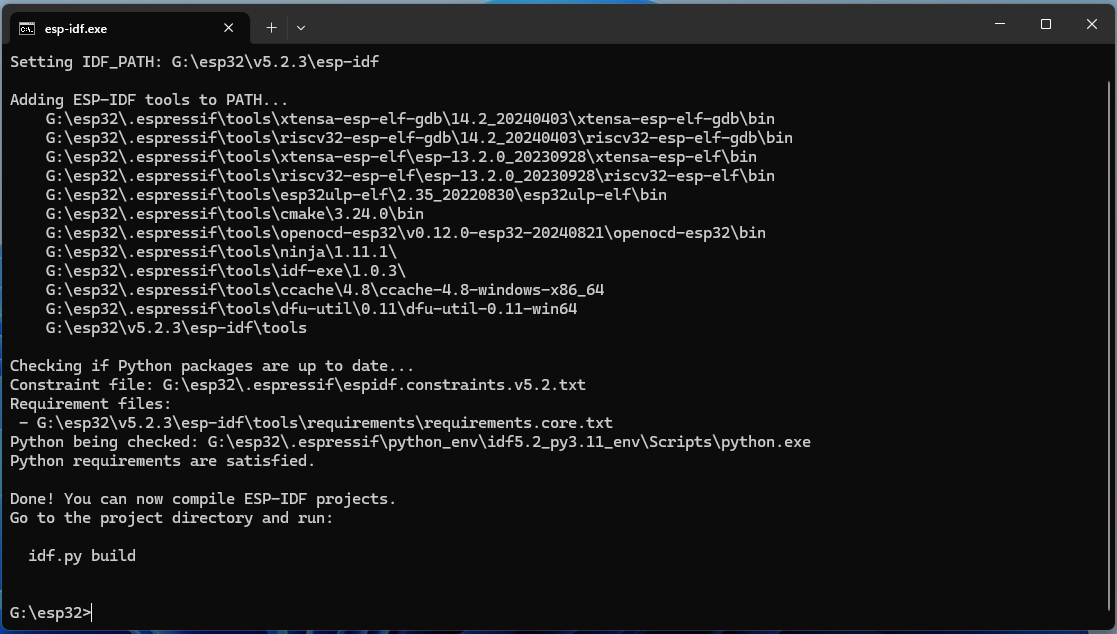 esp-idf.exe
Setting IDF_PATH: G:\esp32\v5.2.3\esp-idf
Adding ESP-IDF tools to PATH...
G:\esp32\.espressif\tools\xtensa-esp-elf-gdb\14.2_20240403\xtensa-esp-elf-gdb\bin
G:\esp32\.espressif\tools\riscv32-esp-elf-gdb\14.2_20240403\riscv32-esp-elf-gdb\bin
G:\esp32\.espressif\tools\xtensa-esp-elf\esp-13.2.0_20230928\xtensa-esp-elf\bin
G:\esp32\.espressif\tools\riscv32-esp-elf\esp-13.2.0_20230928\riscv32-esp-elf\bin
G:\esp32\.espressif\tools\esp32ulp-elf\2.35_20220830\esp32ulp-elf\bin
G:\esp32\.espressif\tools\cmake\3.24.0\bin
G:\esp32\.espressif\tools\openocd-esp32\v0.12.0-esp32-20240821\openocd-esp32\bin
G:\esp32\.espressif\tools\ninja\1.11.1\
G:\esp32\.espressif\tools\idf-exe\1.0.3\
G:\esp32\.espressif\tools\ccache\4.8\ccache-4.8-windows-x86_64
G:\esp32\.espressif\tools\dfu-util\0.11\dfu-util-0.11-win64
G:\esp32\v5.2.3\esp-idf\tools
Checking if Python packages are up to date...
Constraint file: G:\esp32\.espressif\espidf.constraints.v5.2.txt
Requirement files:
- G:\esp32\v5.2.3\esp-idf\tools\requirements\requirements.core.txt
Python being checked: G:\esp32\.espressif\python_env\idf5.2_py3.11_env\Scripts\python.exe
Python requirements are satisfied.
Done! You can now compile ESP-IDF projects.
Go to the project directory and run:
idf.py build
G:\esp32>